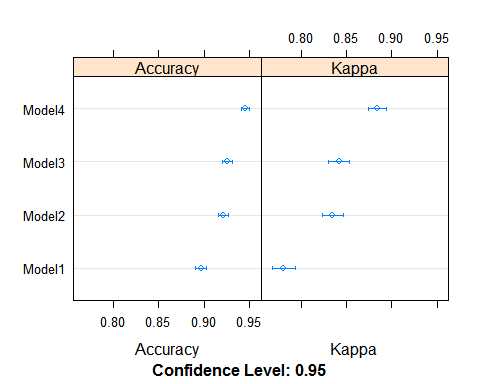 0.80 0.85 0.90 0.95
Accuracy Kappa
Model4
Model3
Model2
Model1
0.80 0.85 0.90 0.95
Accuracy Kappa
Confidence Level: 0.95